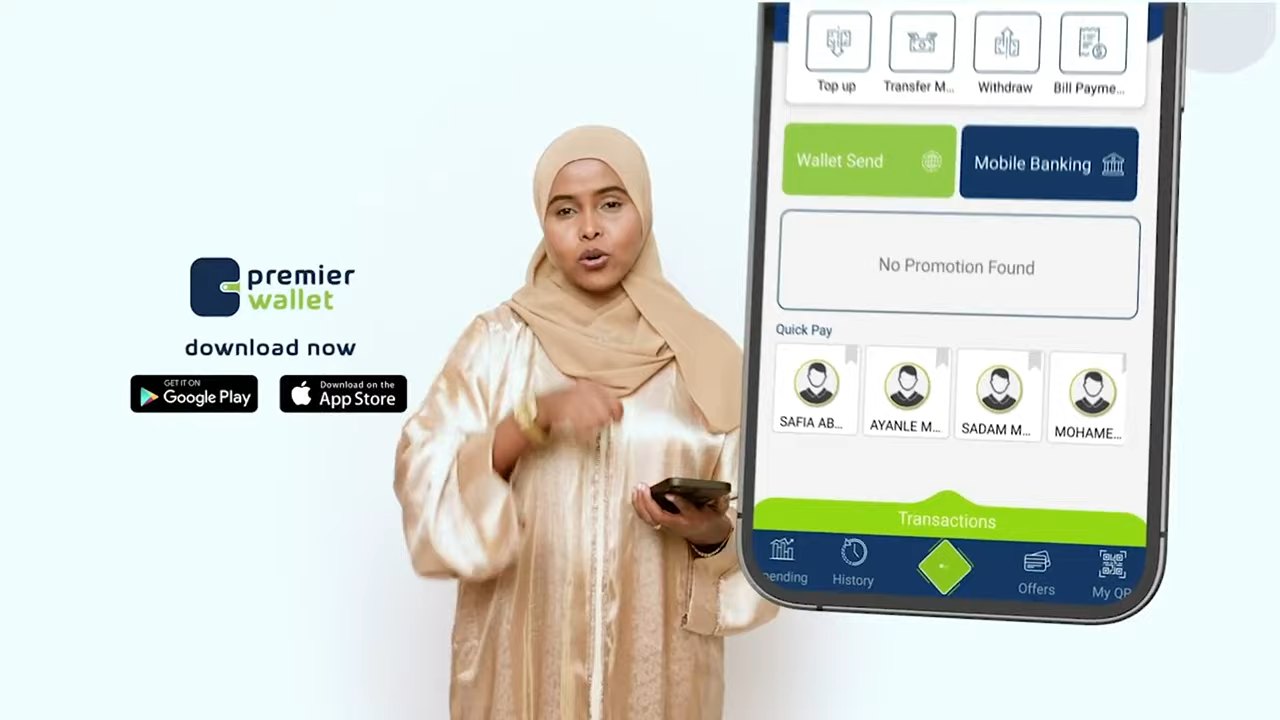 premier
wallet
download now
GET IT ON
Google Play
Download on the
App Store
Top up
Transfer M...
Withdraw
Bill Payme...
Wallet Send
Mobile Banking
No Promotion Found
Quick Pay
SAFIA AB...
AYANLE M...
SADAM M...
MOHAME...
Transactions
pending
History
Offers
My QR